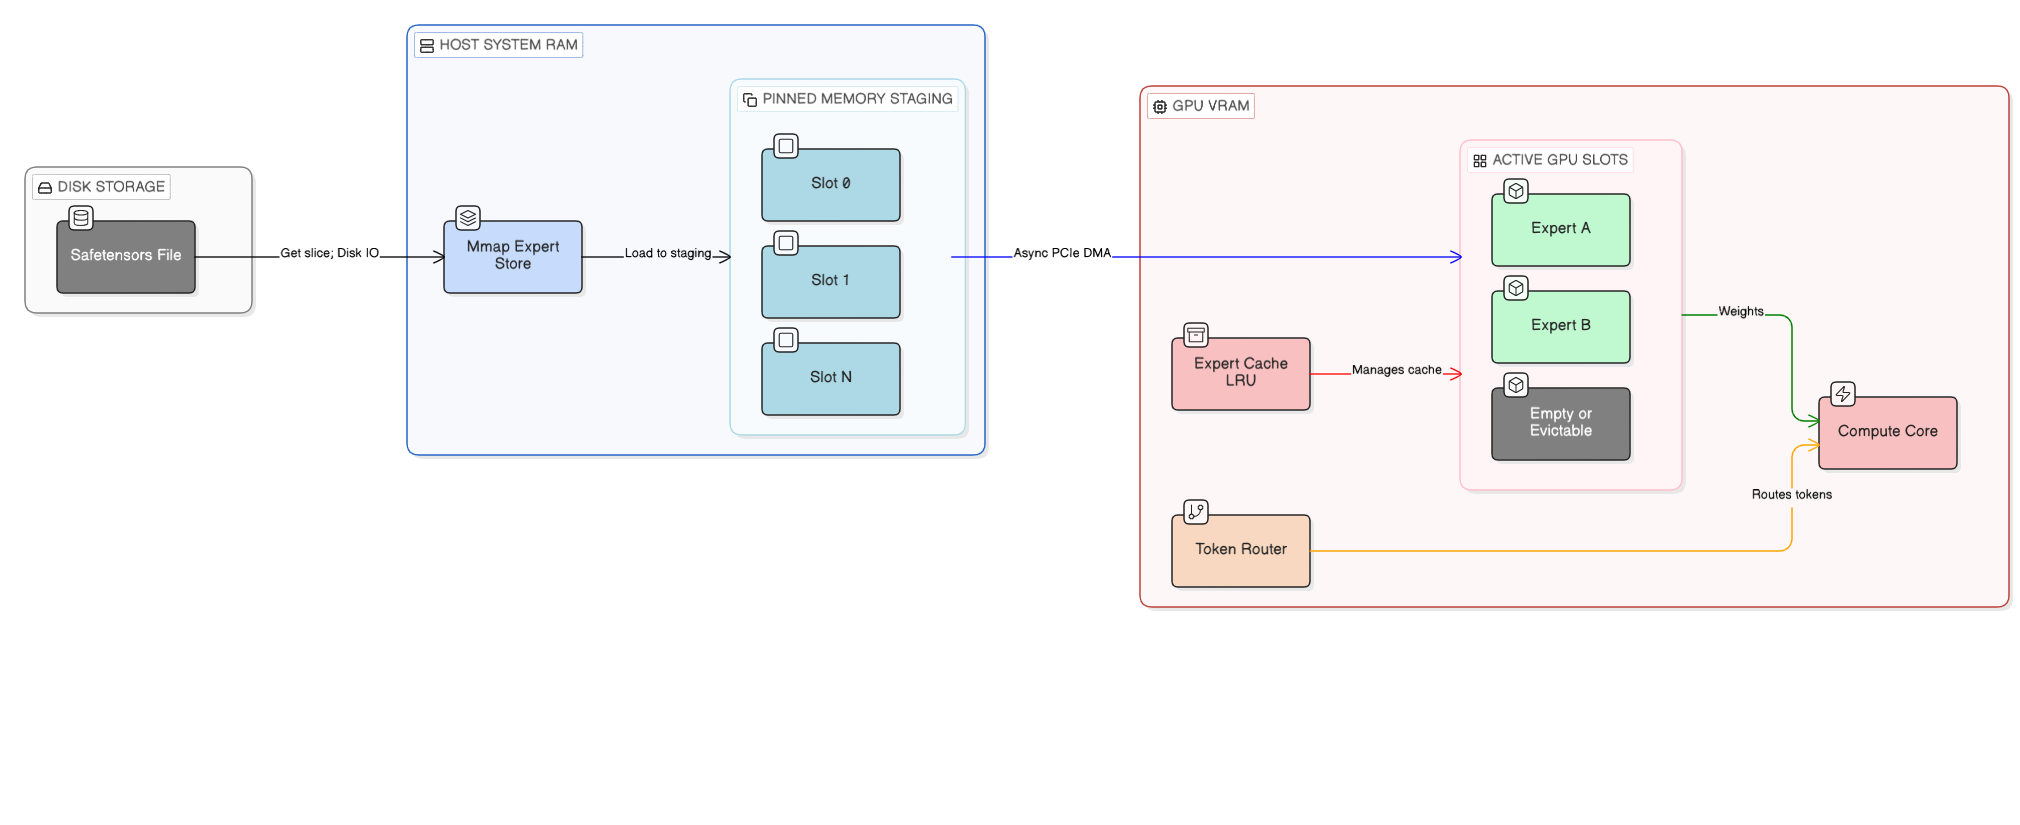 HOST SYSTEM RAM
PINNED MEMORY STAGING
GPU VRAM
DISK STORAGE
Safetensors File
Get slice; Disk IO
Mmap Expert
Store
Load to staging
Slot 0
Slot 1
Slot N
Async PCIe DMA
ACTIVE GPU SLOTS
Expert A
Expert B
Empty or
Evictable
Expert Cache
LRU
Manages cache
Weights
Compute Core
Routes tokens
Token Router